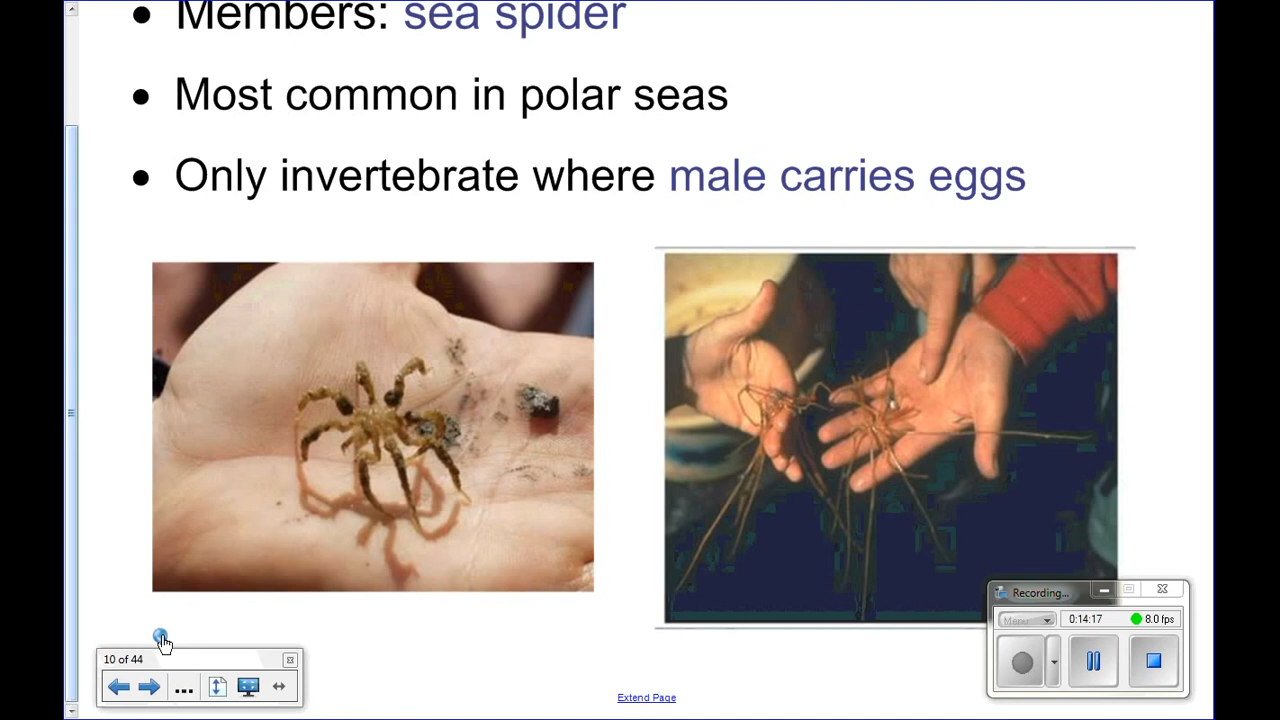 • Members: sea spider
• Most common in polar seas
• Only invertebrate where male carries eggs
Recording...
Menu
0:14:17
8.0 fps
10 of 44
...
Extend Page